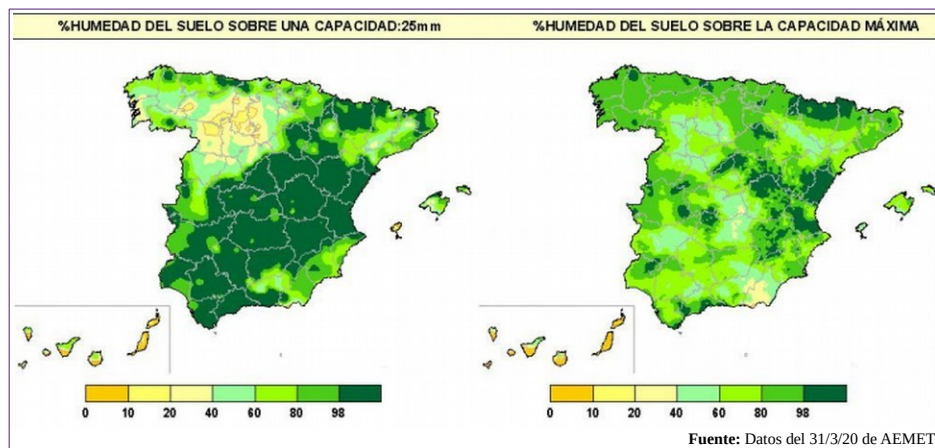 %HUMEDAD DEL SUELO SOBRE UNA CAPACIDAD:25mm
%HUMEDAD DEL SUELO SOBRE LA CAPACIDAD MÁXIMA
0 10 20 40 60 80 98
0 10 20 40 60 80 98
Fuente: Datos del 31/3/20 de AEMET